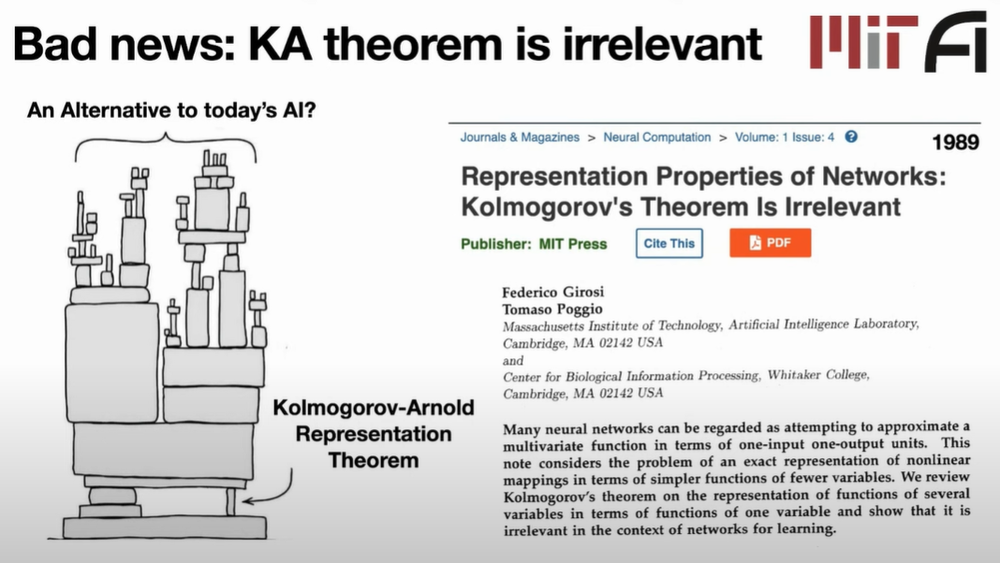 Bad news: KA theorem is irrelevant
MIT AI
An Alternative to today's AI?
Kolmogorov-Arnold
Representation
Theorem
Journals & Magazines > Neural Computation > Volume: 1 Issue: 4 ?
1989
Representation Properties of Networks:
Kolmogorov's Theorem Is Irrelevant
Publisher: MIT Press
Cite This
PDF
Federico Girosi
Tomaso Poggio
Massachusetts Institute of Technology, Artificial Intelligence Laboratory,
Cambridge, MA 02142 USA
and
Center for Biological Information Processing, Whitaker College,
Cambridge, MA 02142 USA
Many neural networks can be regarded as attempting to approximate a
multivariate function in terms of one-input one-output units. This
note considers the problem of an exact representation of nonlinear
mappings in terms of simpler functions of fewer variables. We review
Kolmogorov's theorem on the representation of functions of several
variables in terms of functions of one variable and show that it is
irrelevant in the context of networks for learning.